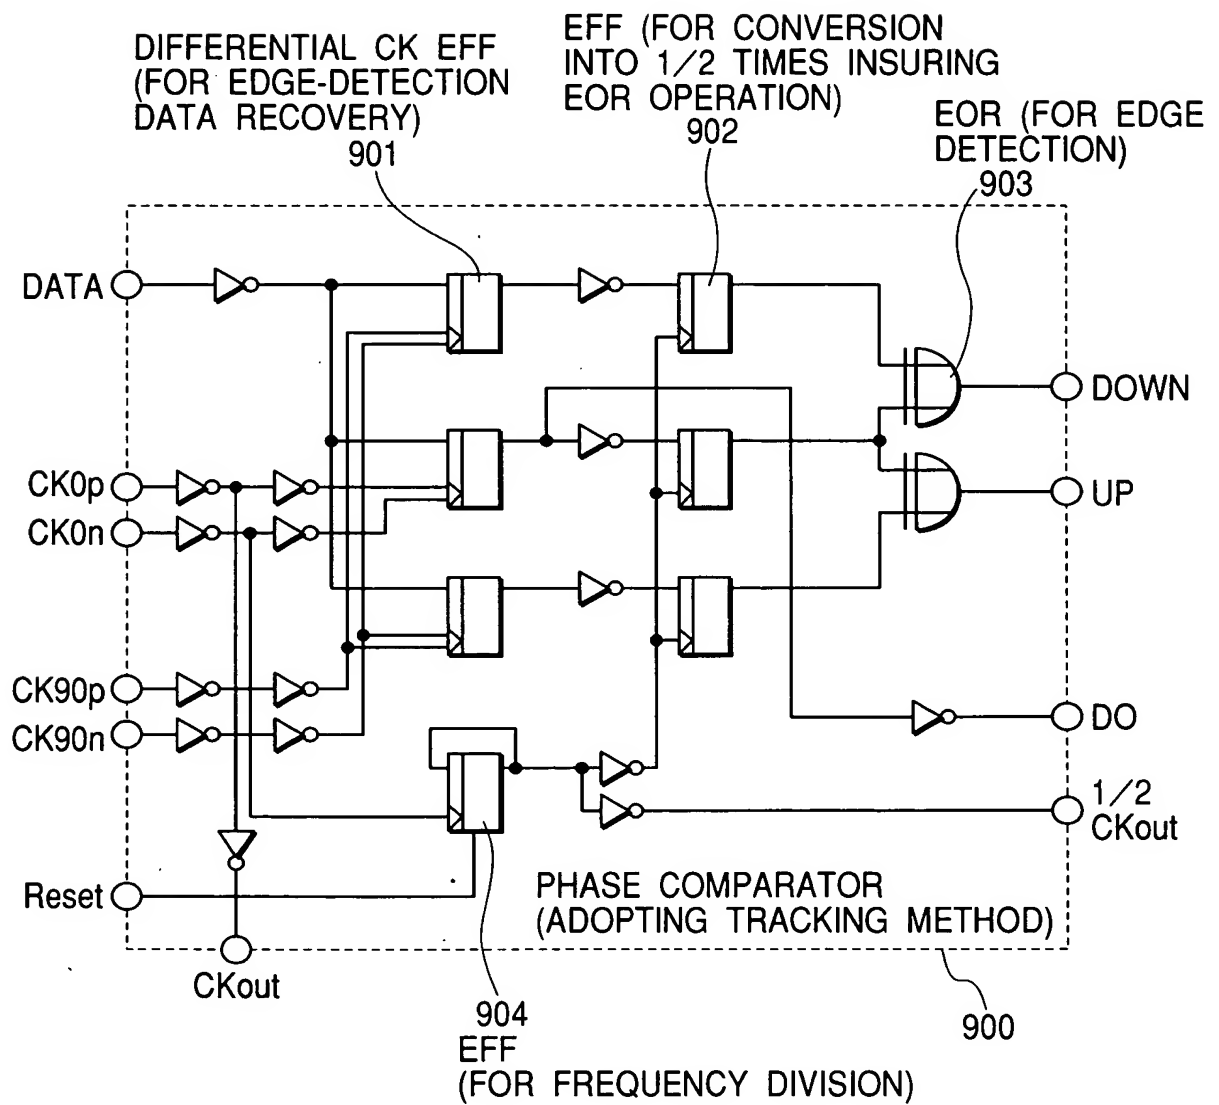 DIFFERENTIAL CK EFF
(FOR EDGE-DETECTION
DATA RECOVERY)
901
EFF (FOR CONVERSION
INTO 1/2 TIMES INSURING
EOR OPERATION)
902
EOR (FOR EDGE
DETECTION)
903
DATA
DOWN
CK0p
UP
CK0n
CK90p
DO
CK90n
1/2
CKout
Reset
PHASE COMPARATOR
(ADOPTING TRACKING METHOD)
CKout
904
900
EFF
(FOR FREQUENCY DIVISION)